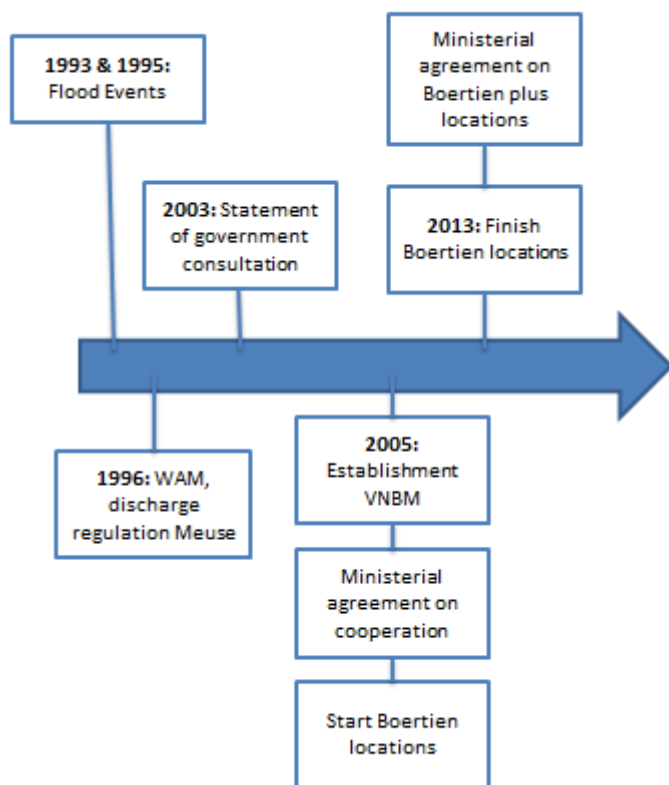 1993 & 1995:
Flood Events
Ministerial
agreement on
Boertien plus
locations
2003: Statement
of government
consultation
2013: Finish
Boertien locations
1996: WAM,
discharge
regulation Meuse
2005:
Establishment
VNBM
Ministerial
agreement on
cooperation
Start Boertien
locations